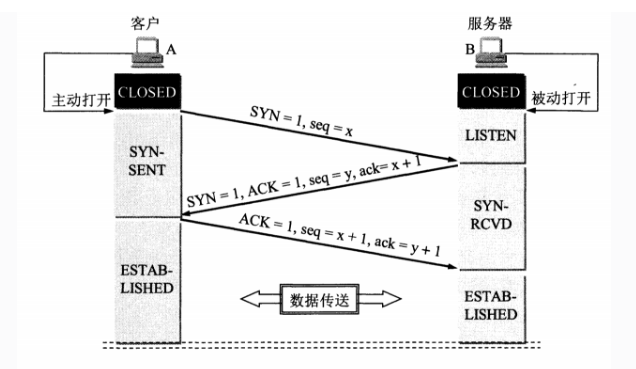 客户
服务器
A
B
CLOSED
CLOSED
主动打开
被动打开
SYN = 1, seq = x
LISTEN
SYN-
SENT
SYN = 1, ACK = 1, seq = y, ack= x + 1
SYN-
RCVD
ACK = 1, seq = x + 1, ack = y + 1
ESTAB-
LISHED
数据传送
ESTAB-
LISHED